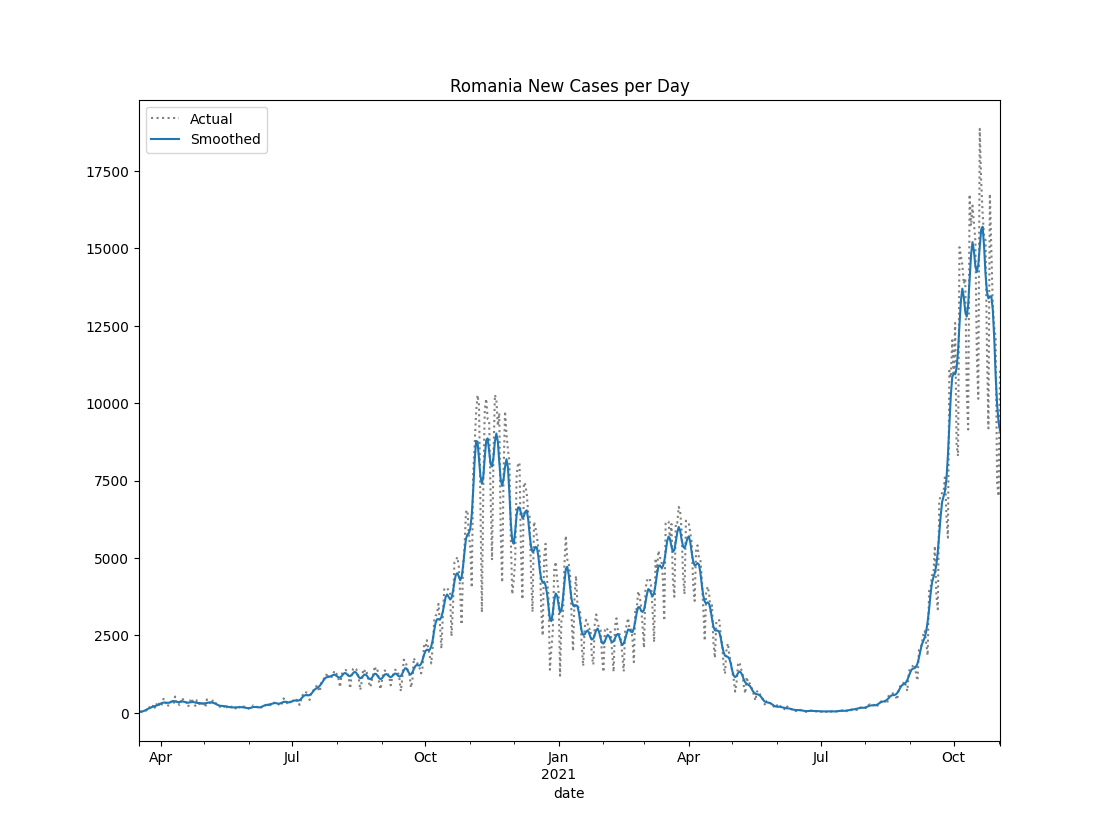 Romania New Cases per Day
Actual
Smoothed
17500
15000
12500
10000
7500
5000
2500
0
Apr Jul Oct Jan Apr Jul Oct
2021
date